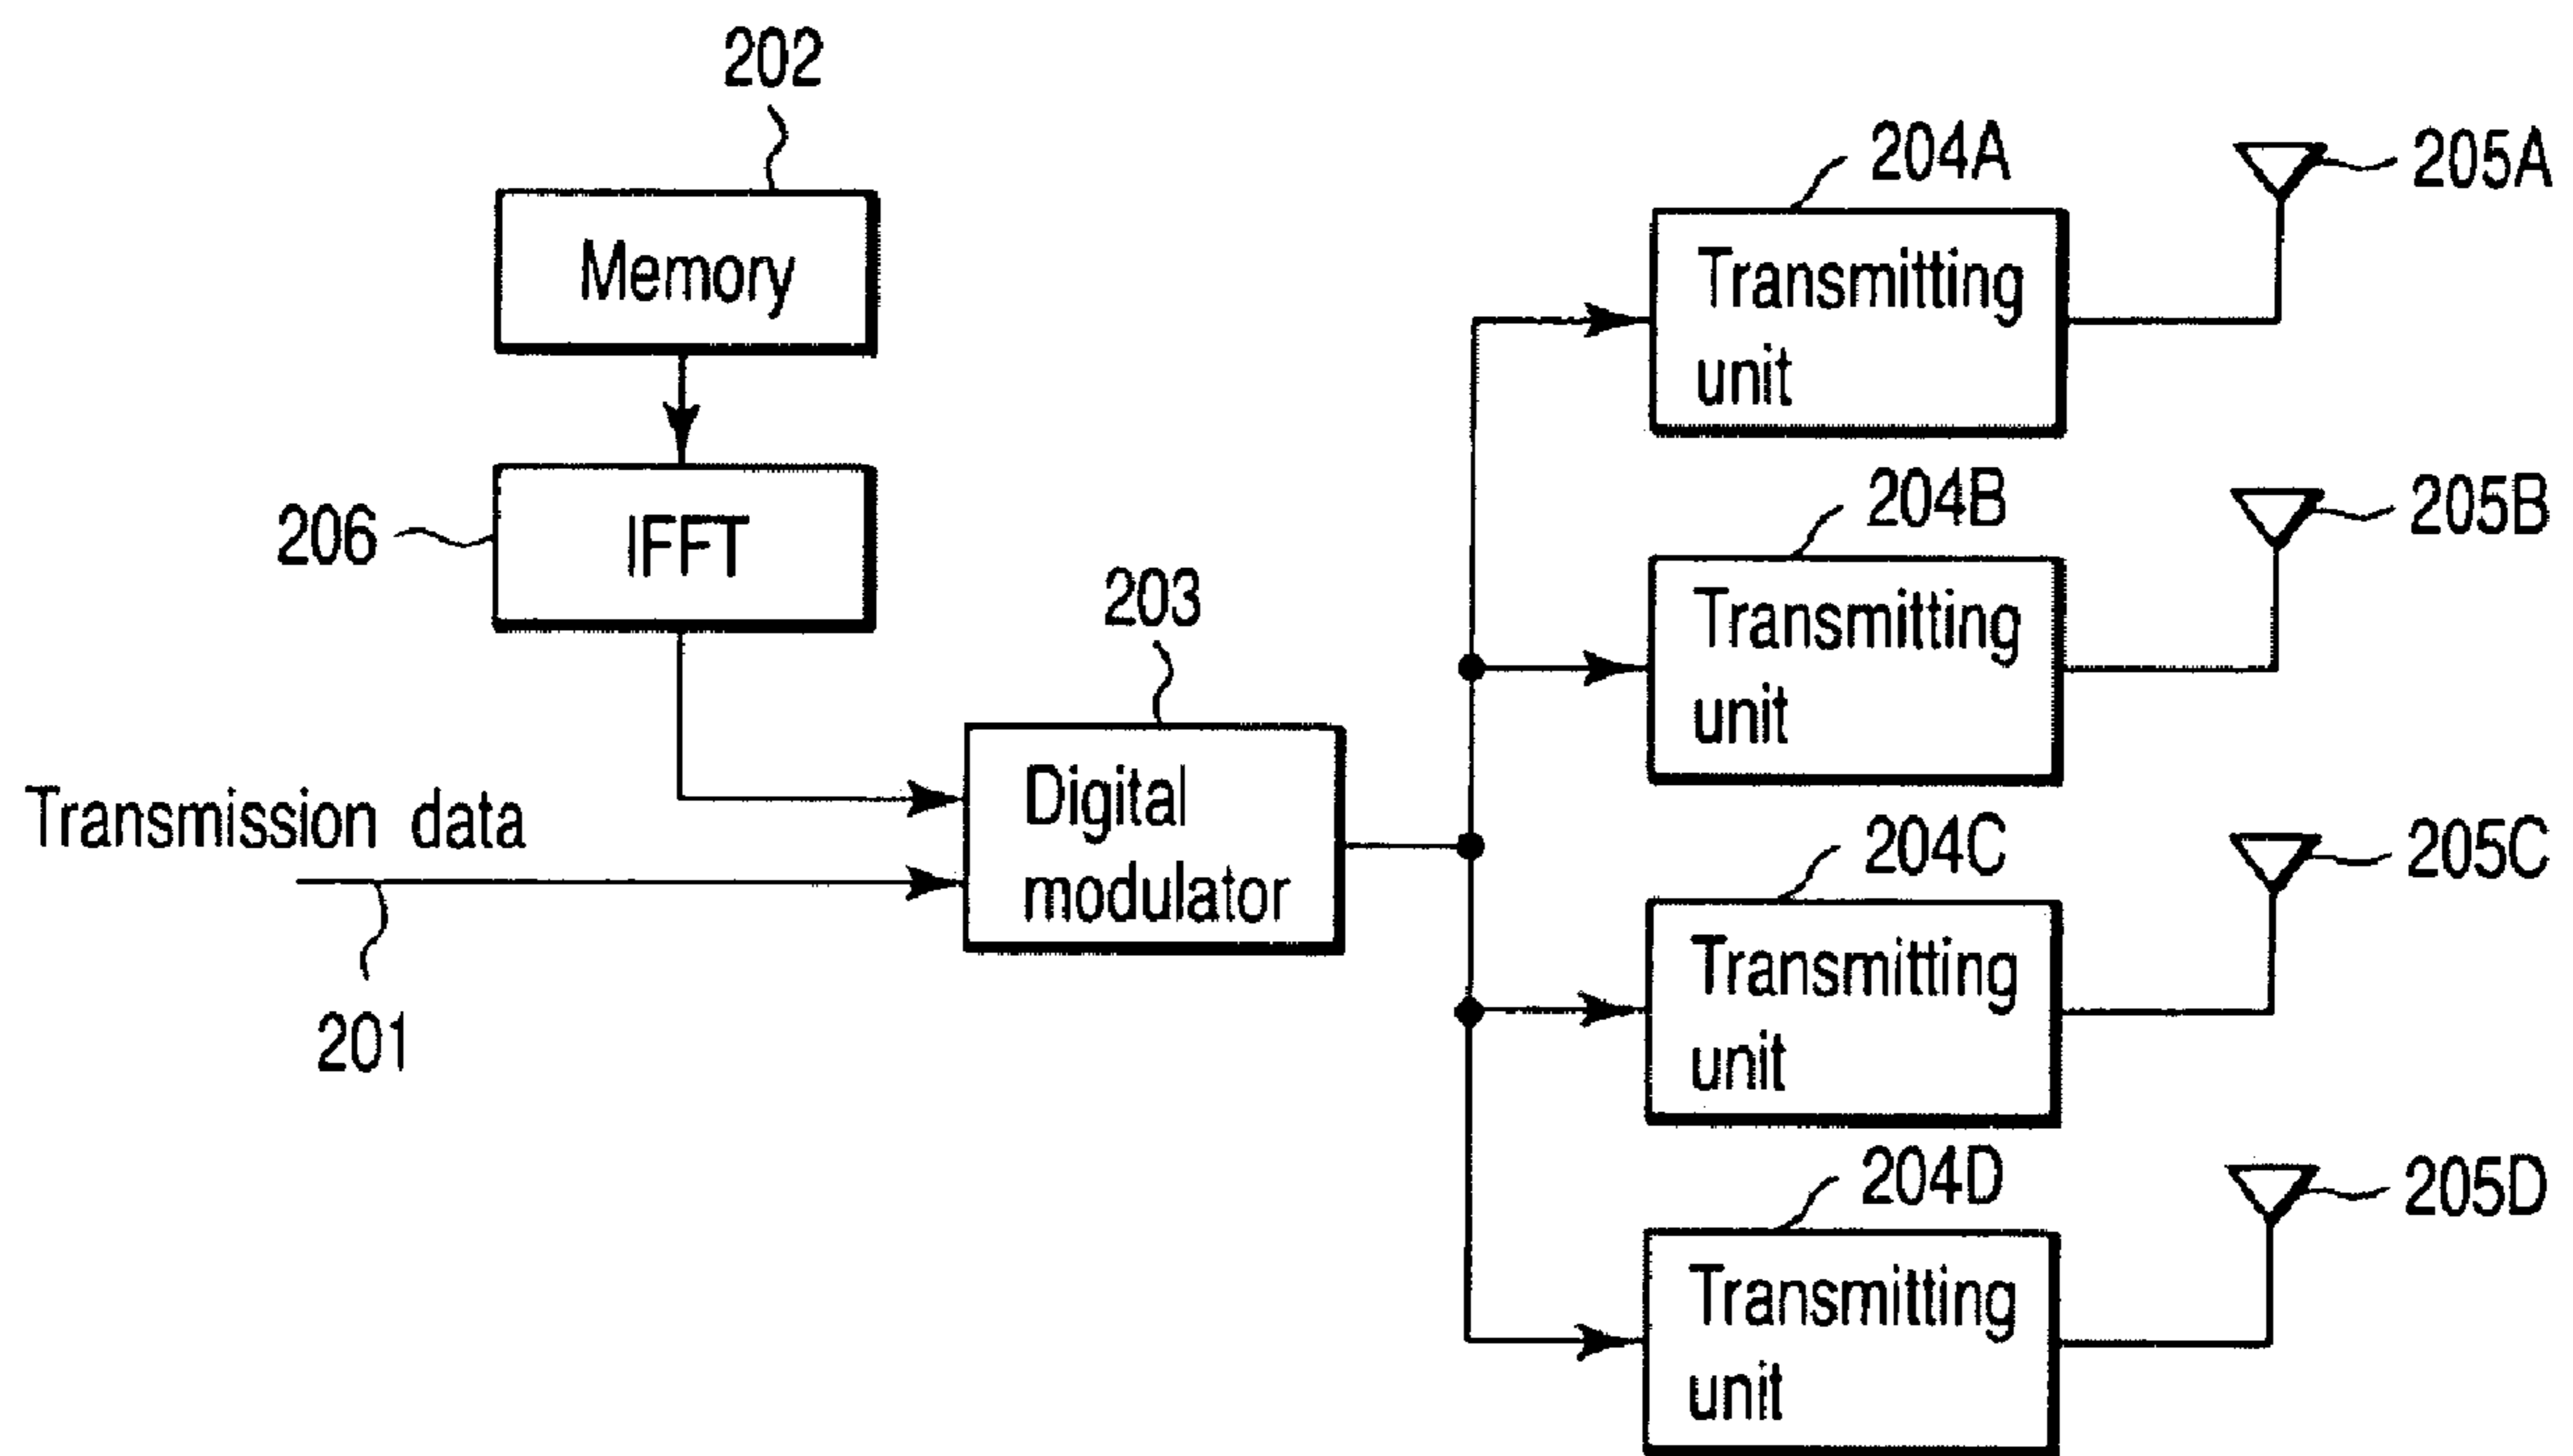 202
Memory
206
IFFT
203
Transmission data
Digital
modulator
201
204A
Transmitting
unit
205A
204B
Transmitting
unit
205B
204C
Transmitting
unit
205C
204D
Transmitting
unit
205D